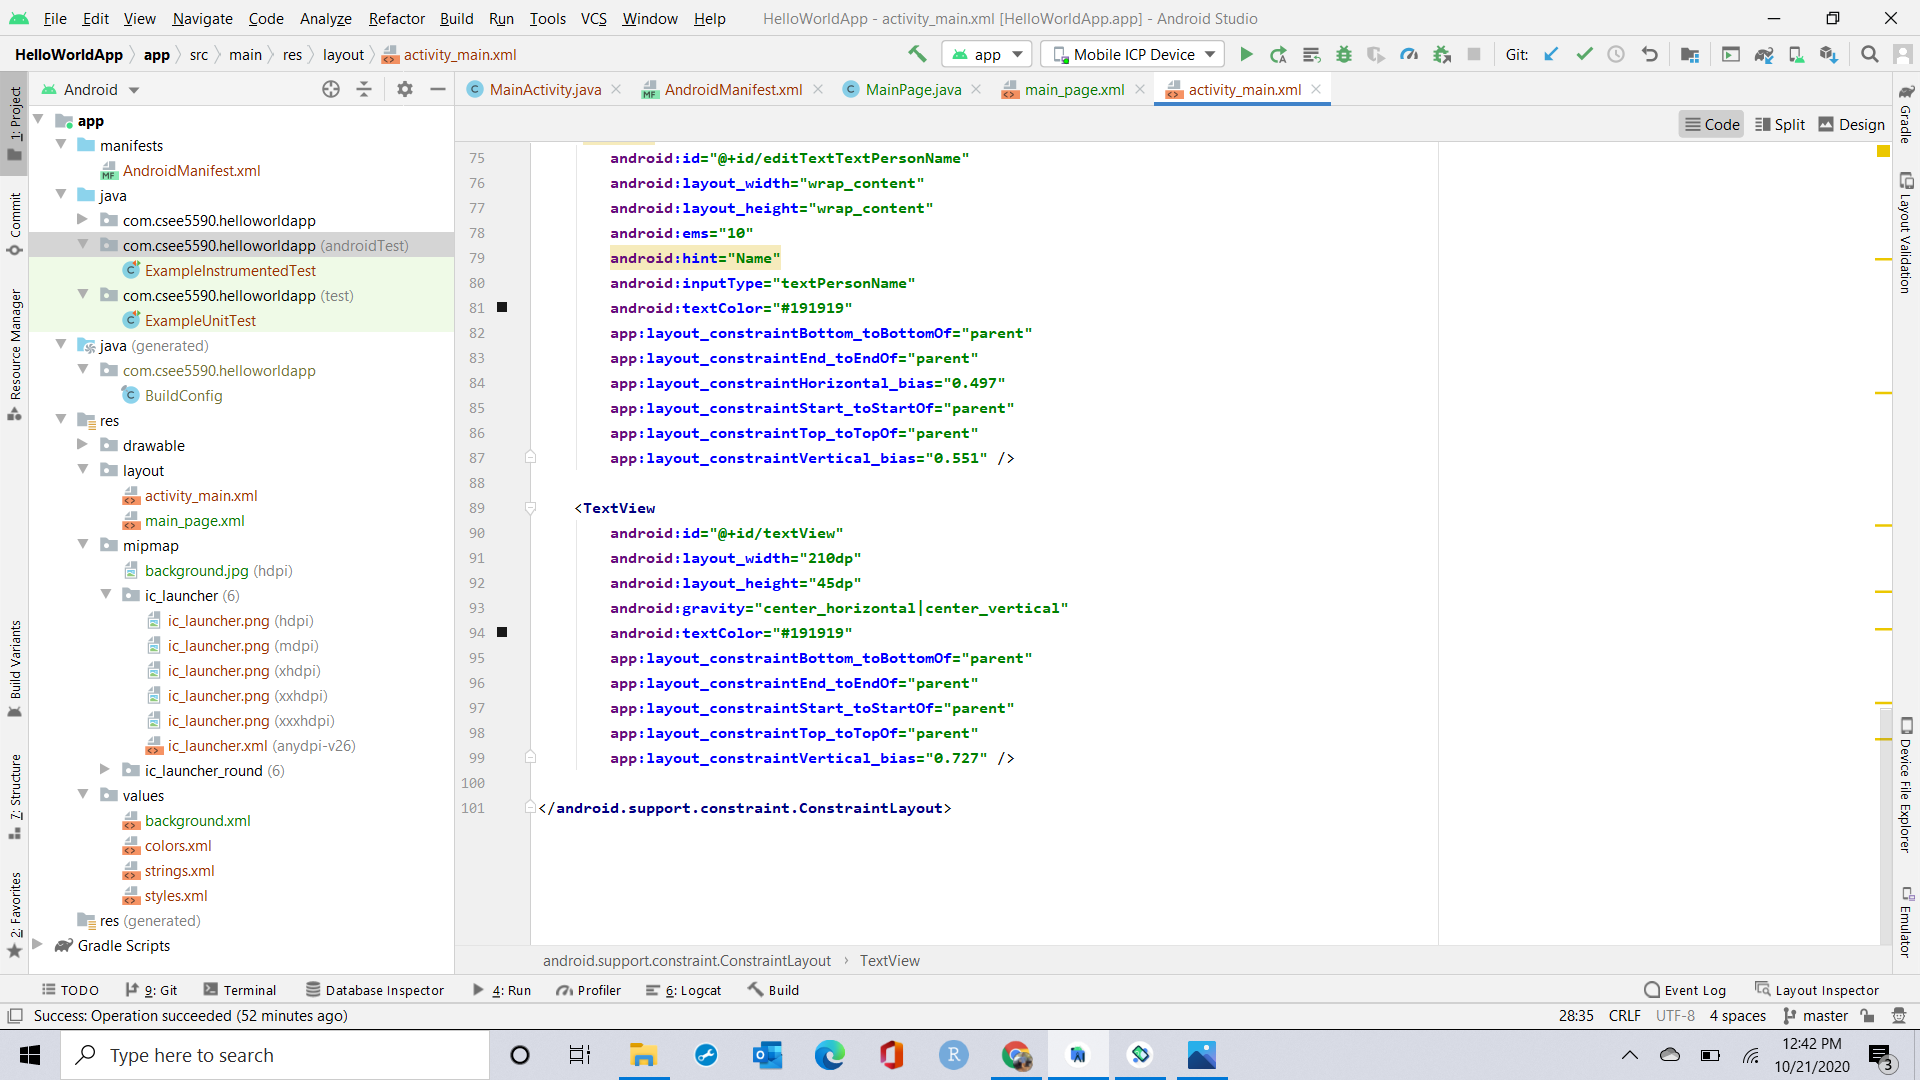 File Edit View Navigate Code Analyze Refactor Build Run Tools VCS Window Help HelloWorldApp - activity_main.xml [HelloWorldApp.app] - Android Studio
HelloWorldApp app src main res layout activity_main.xml app Mobile ICP Device Git:
Android MainActivity.java AndroidManifest.xml MainPage.java main_page.xml activity_main.xml
Code Split Design
1: Project
Commit
Resource Manager
Build Variants
7: Structure
2: Favorites
app
manifests
AndroidManifest.xml
java
com.csee5590.helloworldapp
com.csee5590.helloworldapp (androidTest)
ExampleInstrumentedTest
com.csee5590.helloworldapp (test)
ExampleUnitTest
java (generated)
com.csee5590.helloworldapp
BuildConfig
res
drawable
layout
activity_main.xml
main_page.xml
mipmap
background.jpg (hdpi)
ic_launcher (6)
ic_launcher.png (hdpi)
ic_launcher.png (mdpi)
ic_launcher.png (xhdpi)
ic_launcher.png (xxhdpi)
ic_launcher.png (xxxhdpi)
ic_launcher.xml (anydpi-v26)
ic_launcher_round (6)
values
background.xml
colors.xml
strings.xml
styles.xml
res (generated)
Gradle Scripts
75 android:id="@+id/editTextTextPersonName"
76 android:layout_width="wrap_content"
77 android:layout_height="wrap_content"
78 android:ems="10"
79 android:hint="Name"
80 android:inputType="textPersonName"
81 android:textColor="#191919"
82 app:layout_constraintBottom_toBottomOf="parent"
83 app:layout_constraintEnd_toEndOf="parent"
84 app:layout_constraintHorizontal_bias="0.497"
85 app:layout_constraintStart_toStartOf="parent"
86 app:layout_constraintTop_toTopOf="parent"
87 app:layout_constraintVertical_bias="0.551" />
88
89 <TextView
90 android:id="@+id/textView"
91 android:layout_width="210dp"
92 android:layout_height="45dp"
93 android:gravity="center_horizontal|center_vertical"
94 android:textColor="#191919"
95 app:layout_constraintBottom_toBottomOf="parent"
96 app:layout_constraintEnd_toEndOf="parent"
97 app:layout_constraintStart_toStartOf="parent"
98 app:layout_constraintTop_toTopOf="parent"
99 app:layout_constraintVertical_bias="0.727" />
100
101 </android.support.constraint.ConstraintLayout>
android.support.constraint.ConstraintLayout › TextView
Gradle
Layout Validation
Device File Explorer
Emulator
TODO 9: Git Terminal Database Inspector 4: Run Profiler 6: Logcat Build Event Log Layout Inspector
Success: Operation succeeded (52 minutes ago) 28:35 CRLF UTF-8 4 spaces master
Type here to search
12:42 PM
10/21/2020
3